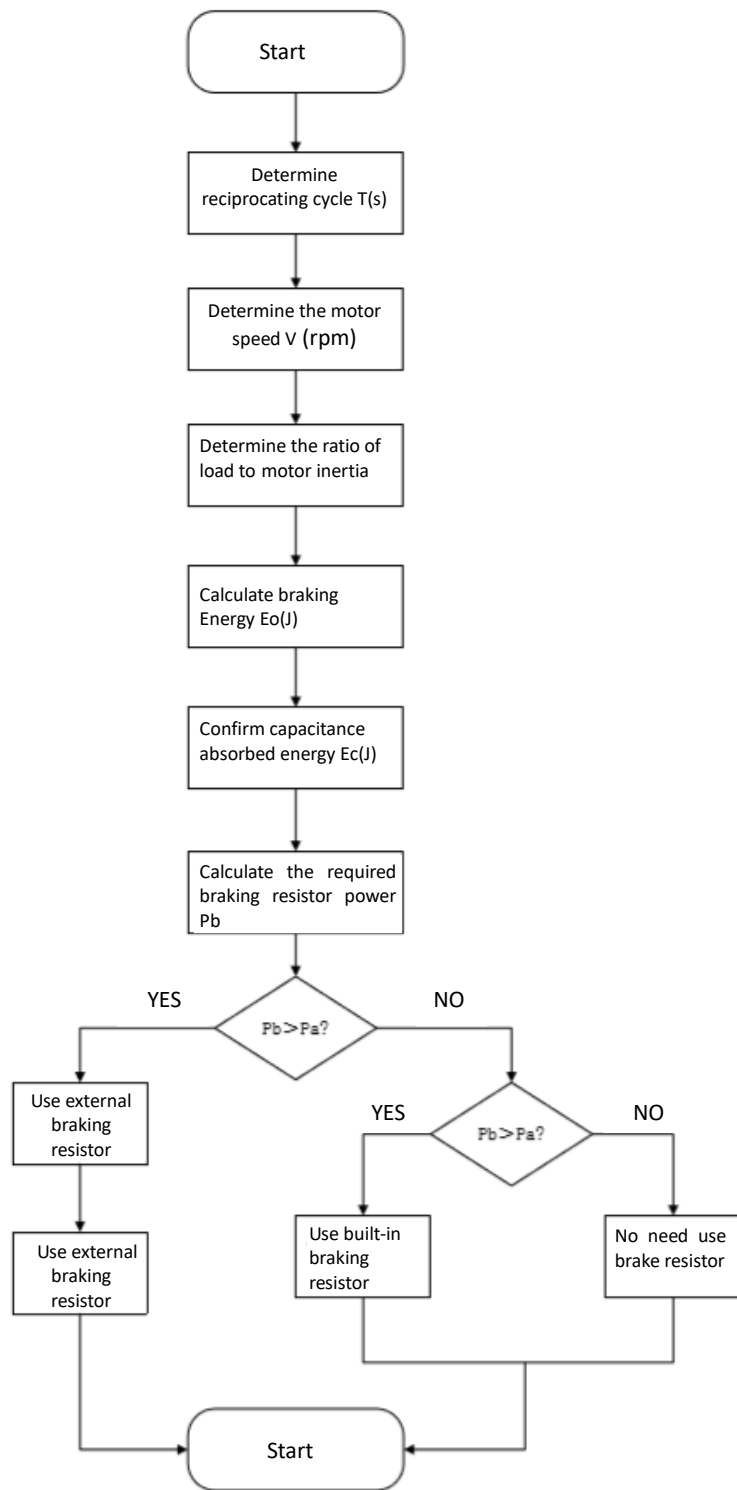 Start
Determine
reciprocating cycle T(s)
Determine the motor
speed V (rpm)
Determine the ratio of
load to motor inertia
Calculate braking
Energy Eo(J)
Confirm capacitance
absorbed energy Ec(J)
Calculate the required
braking resistor power
Pb
YES
NO
Pb>Pa?
Use external
braking
resistor
YES
NO
Pb>Pa?
Use external
braking
resistor
Use built-in
braking
resistor
No need use
brake resistor
Start